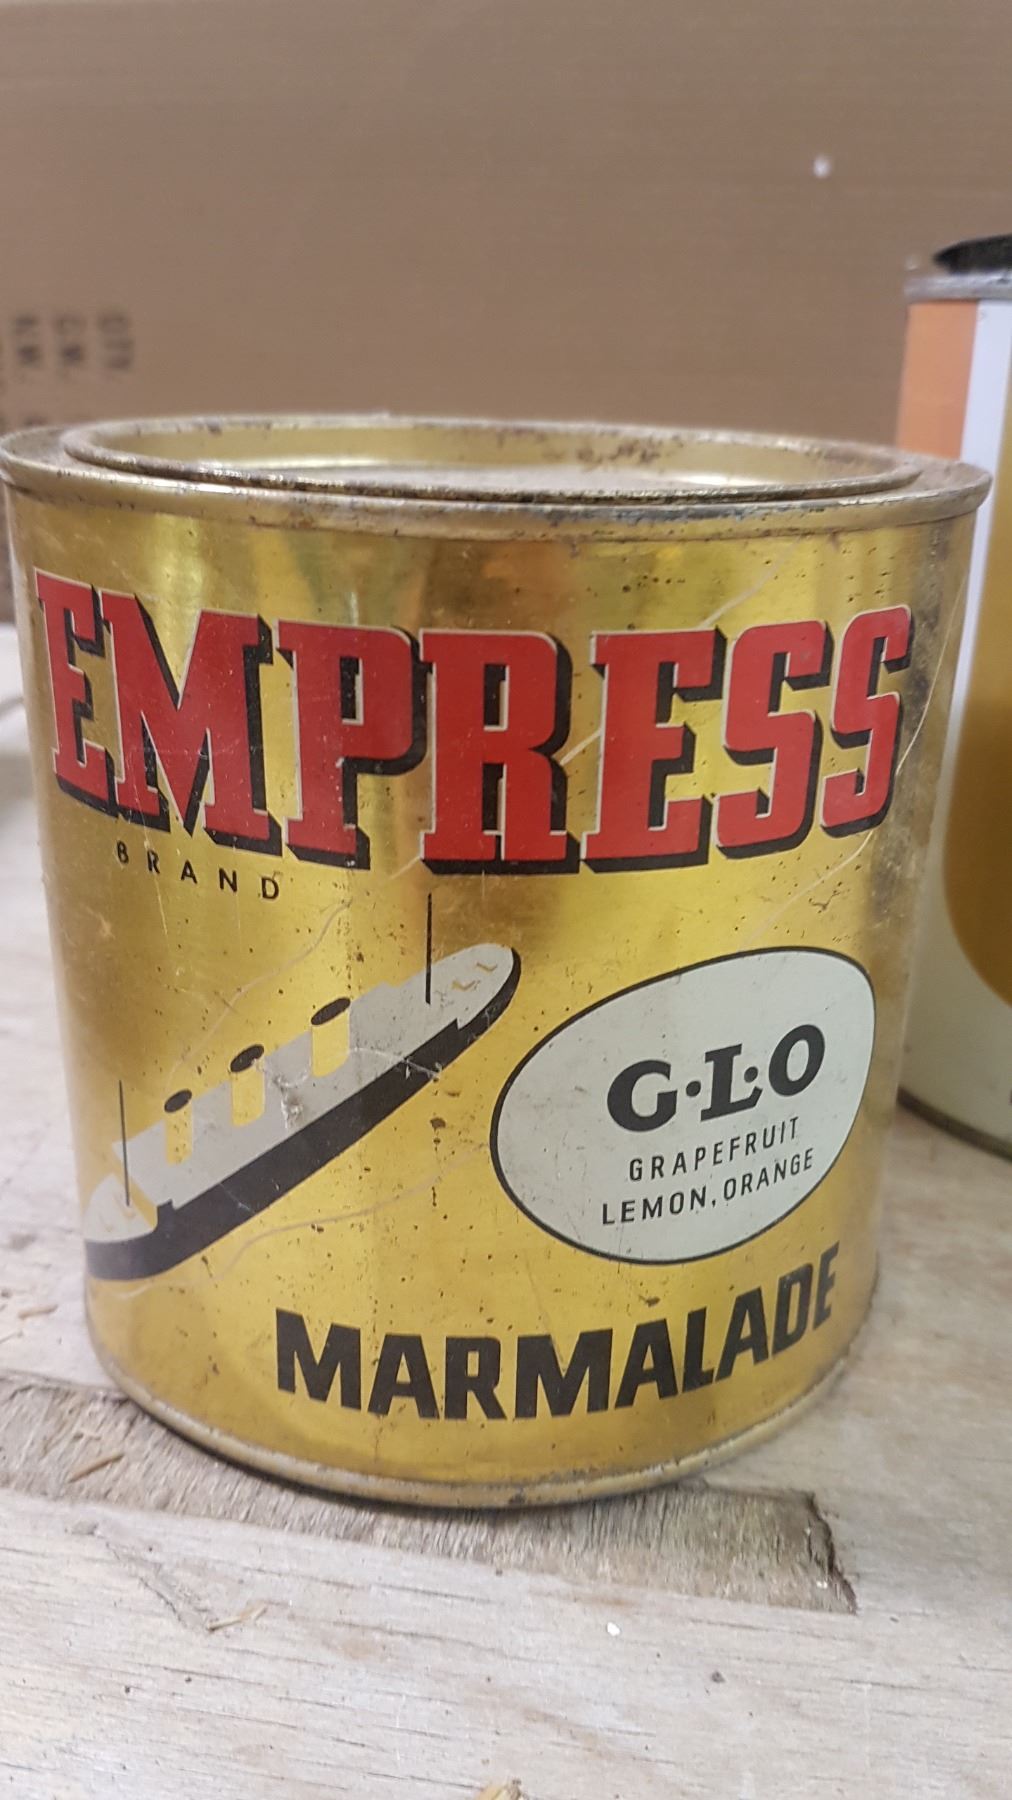 EMPRESS
BRAND
G·L·O
GRAPEFRUIT
LEMON, ORANGE
MARMALADE